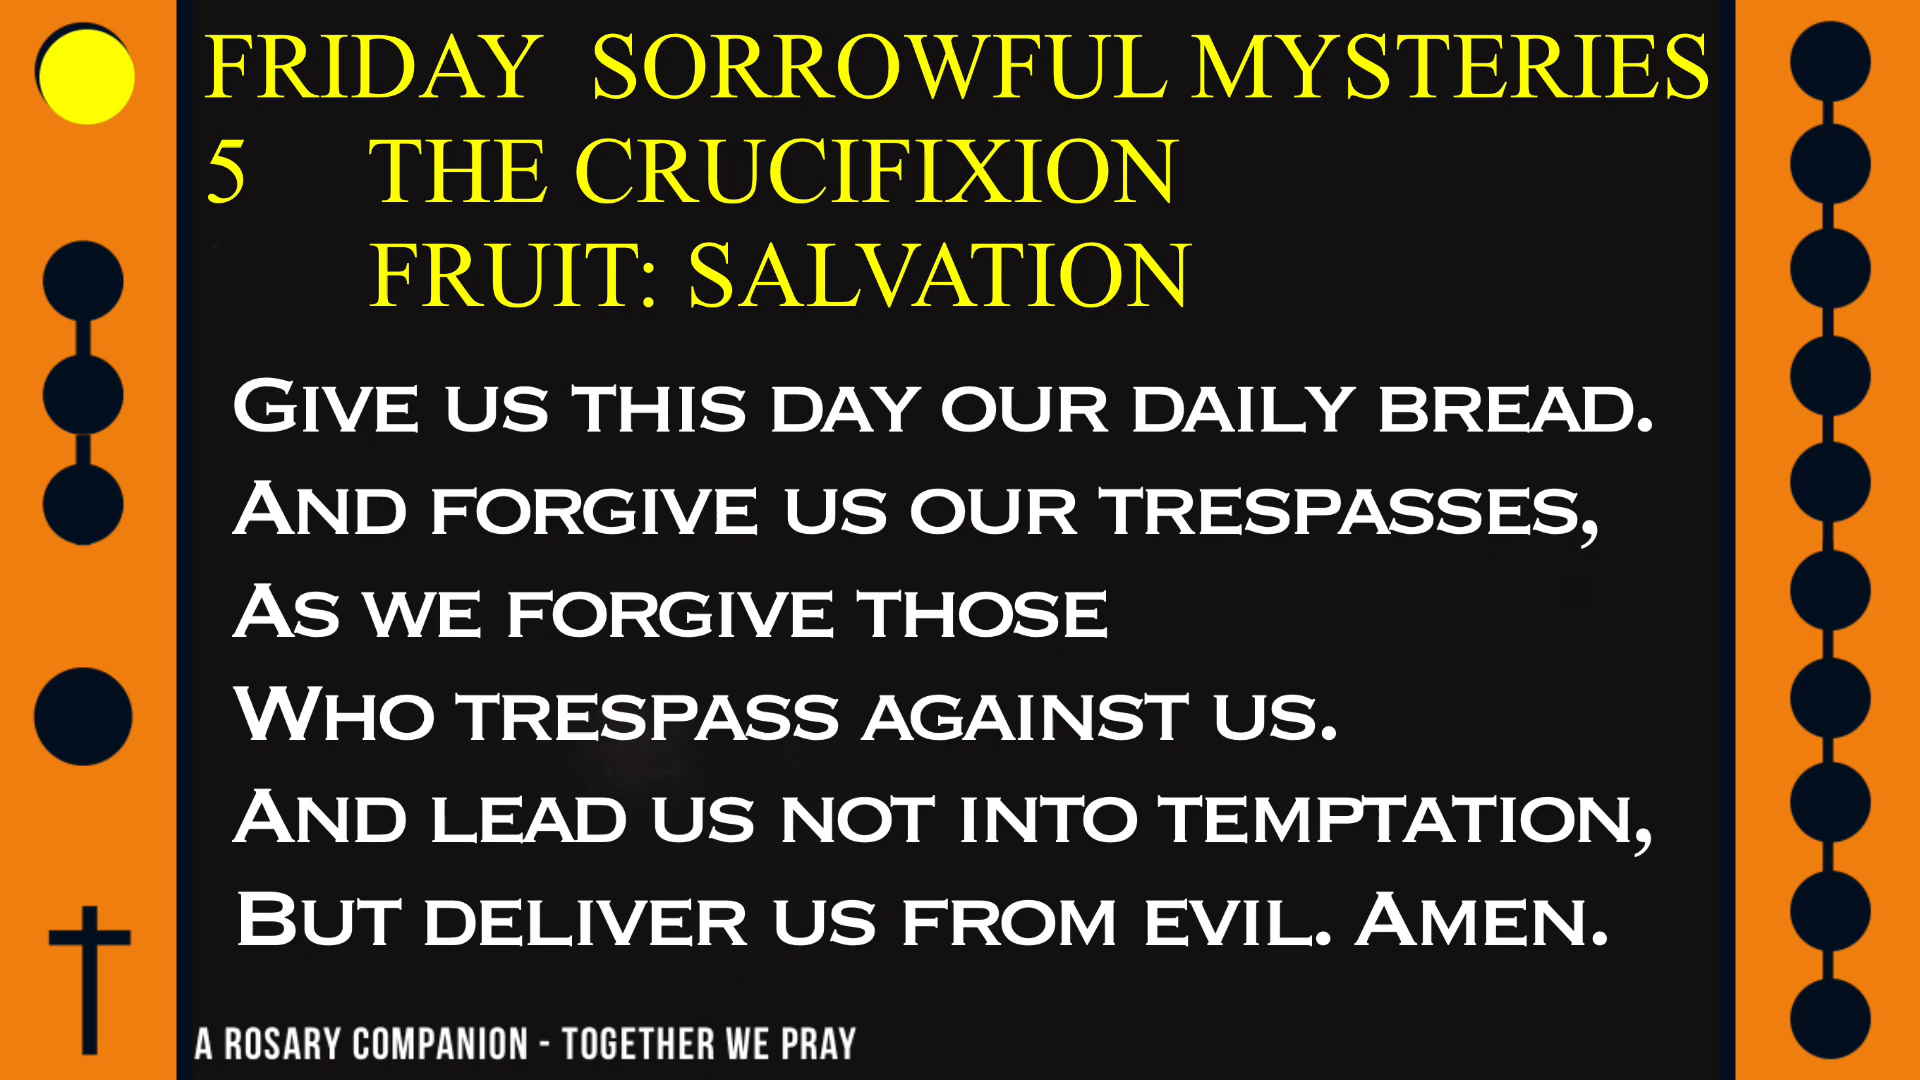 FRIDAY SORROWFUL MYSTERIES
5 THE CRUCIFIXION
FRUIT: SALVATION
GIVE US THIS DAY OUR DAILY BREAD.
AND FORGIVE US OUR TRESPASSES,
AS WE FORGIVE THOSE
WHO TRESPASS AGAINST US.
AND LEAD US NOT INTO TEMPTATION,
BUT DELIVER US FROM EVIL. AMEN.
A ROSARY COMPANION - TOGETHER WE PRAY